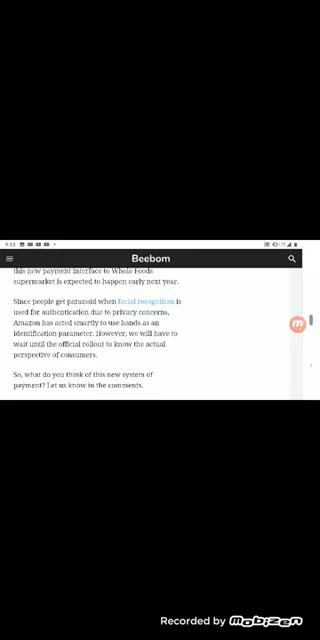 9:12
Beebom
this new payment interface to Whole Foods
supermarket is expected to happen early next year.
Since people get paranoid when facial recognition is
used for authentication due to privacy concerns,
Amazon has acted smartly to use hands as an
identification parameter. However, we will have to
wait until the official rollout to know the actual
perspective of consumers.
So, what do you think of this new system of
payment? Let us know in the comments.
Recorded by mobizen